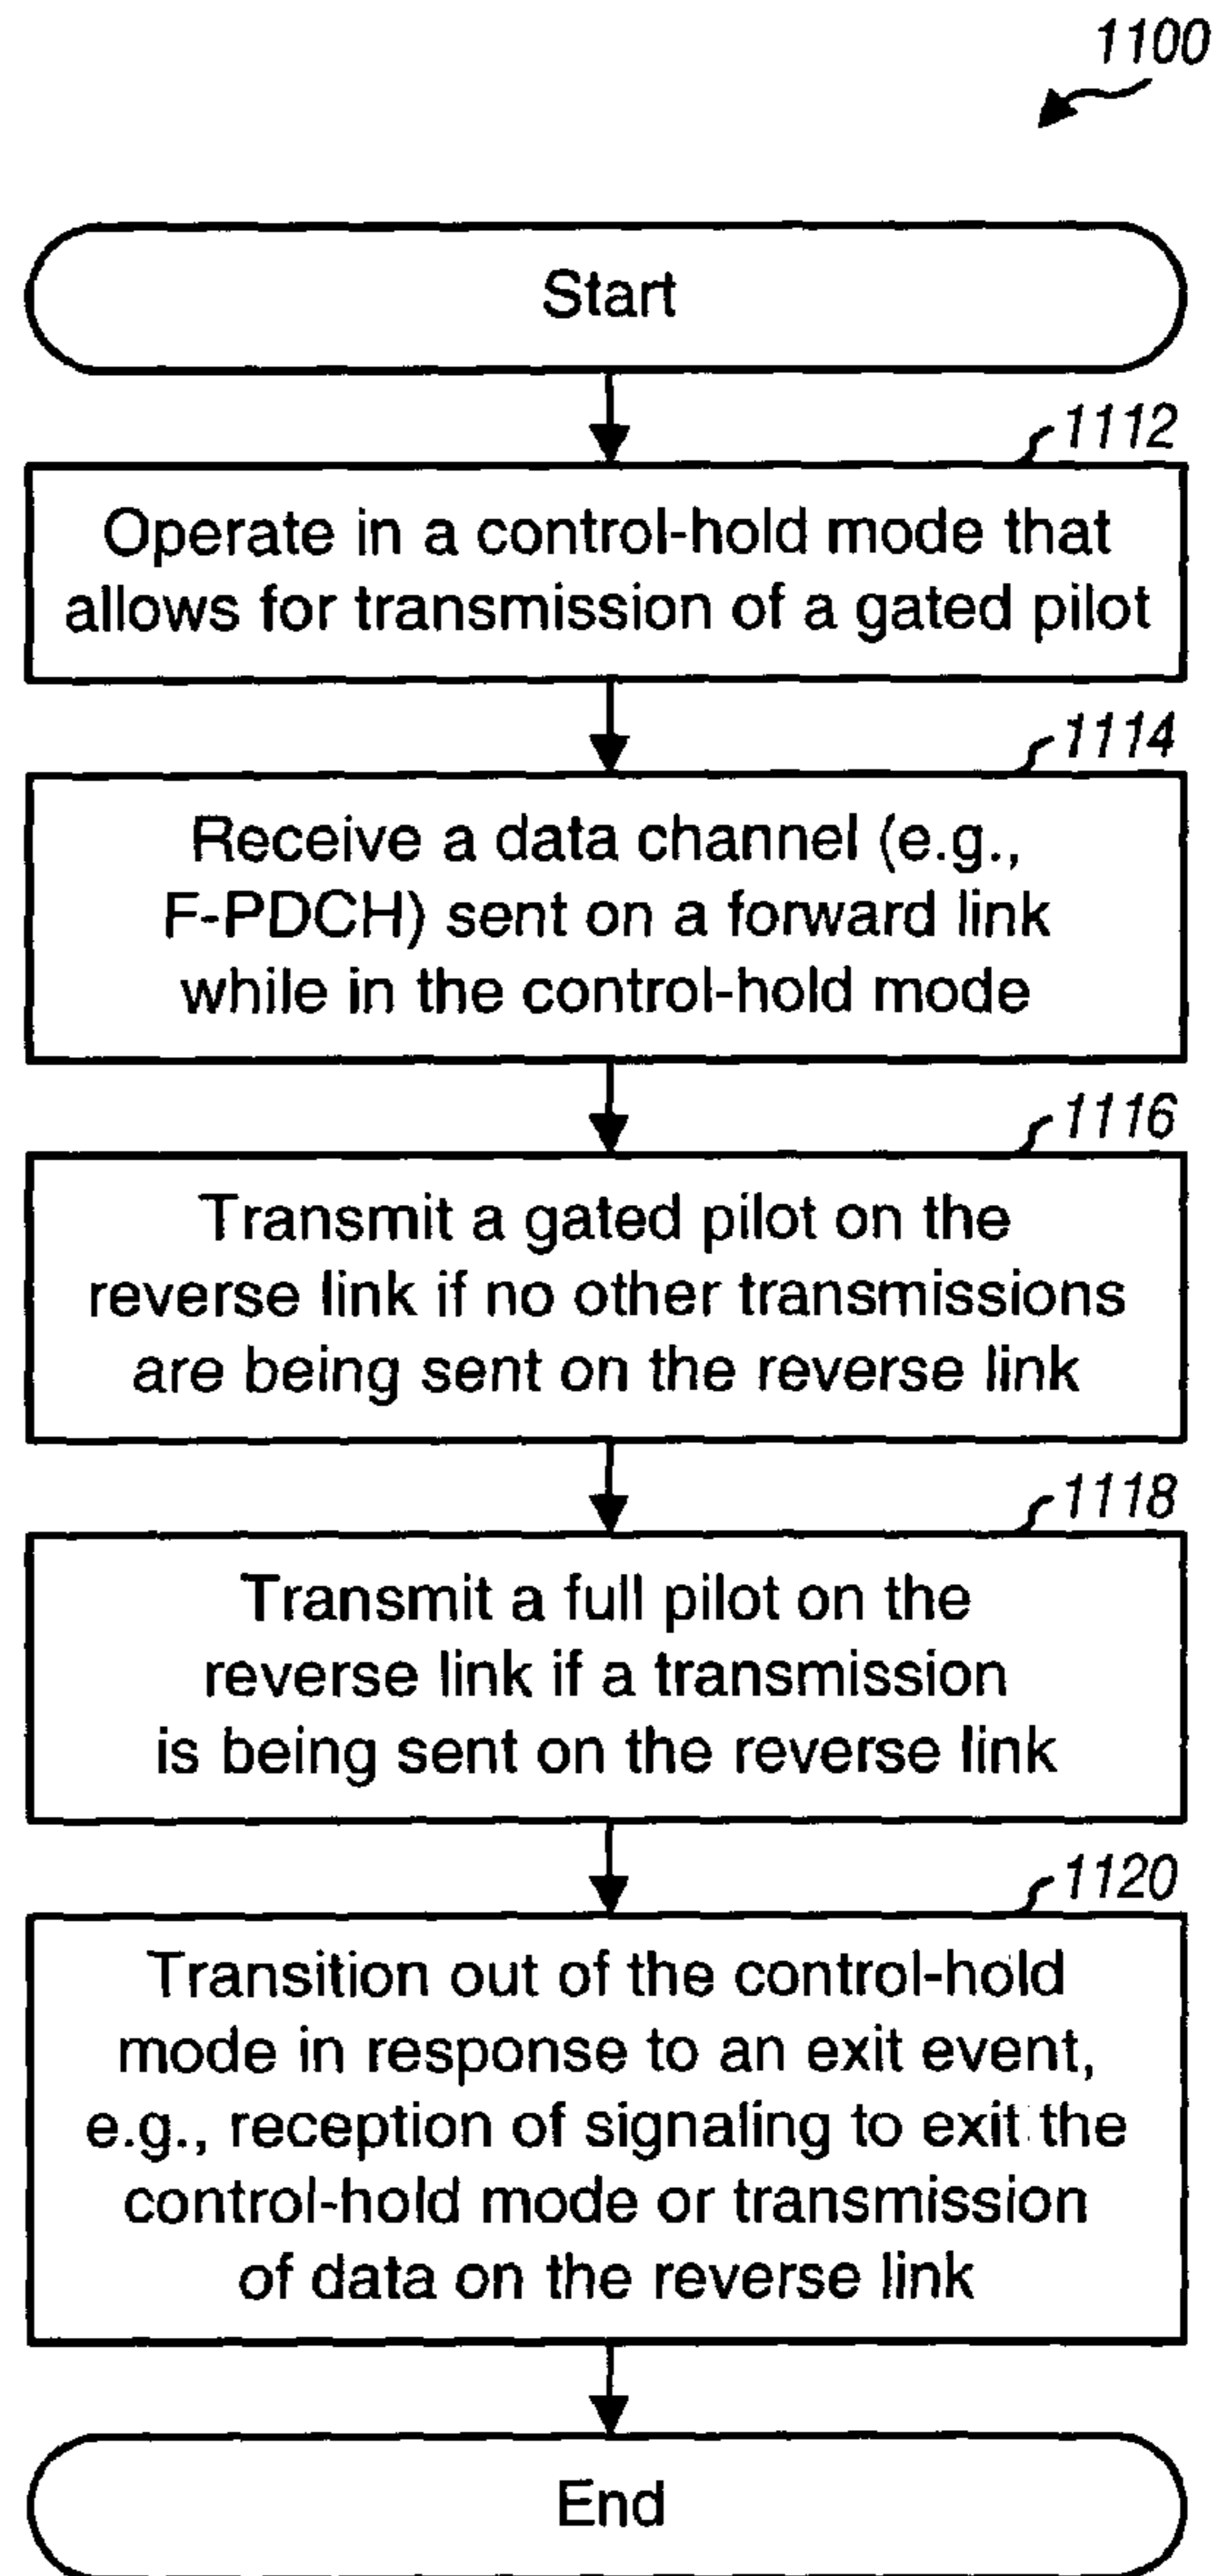 1100
Start
1112
Operate in a control-hold mode that
allows for transmission of a gated pilot
1114
Receive a data channel (e.g.,
F-PDCH) sent on a forward link
while in the control-hold mode
1116
Transmit a gated pilot on the
reverse link if no other transmissions
are being sent on the reverse link
1118
Transmit a full pilot on the
reverse link if a transmission
is being sent on the reverse link
1120
Transition out of the control-hold
mode in response to an exit event,
e.g., reception of signaling to exit the
control-hold mode or transmission
of data on the reverse link
End